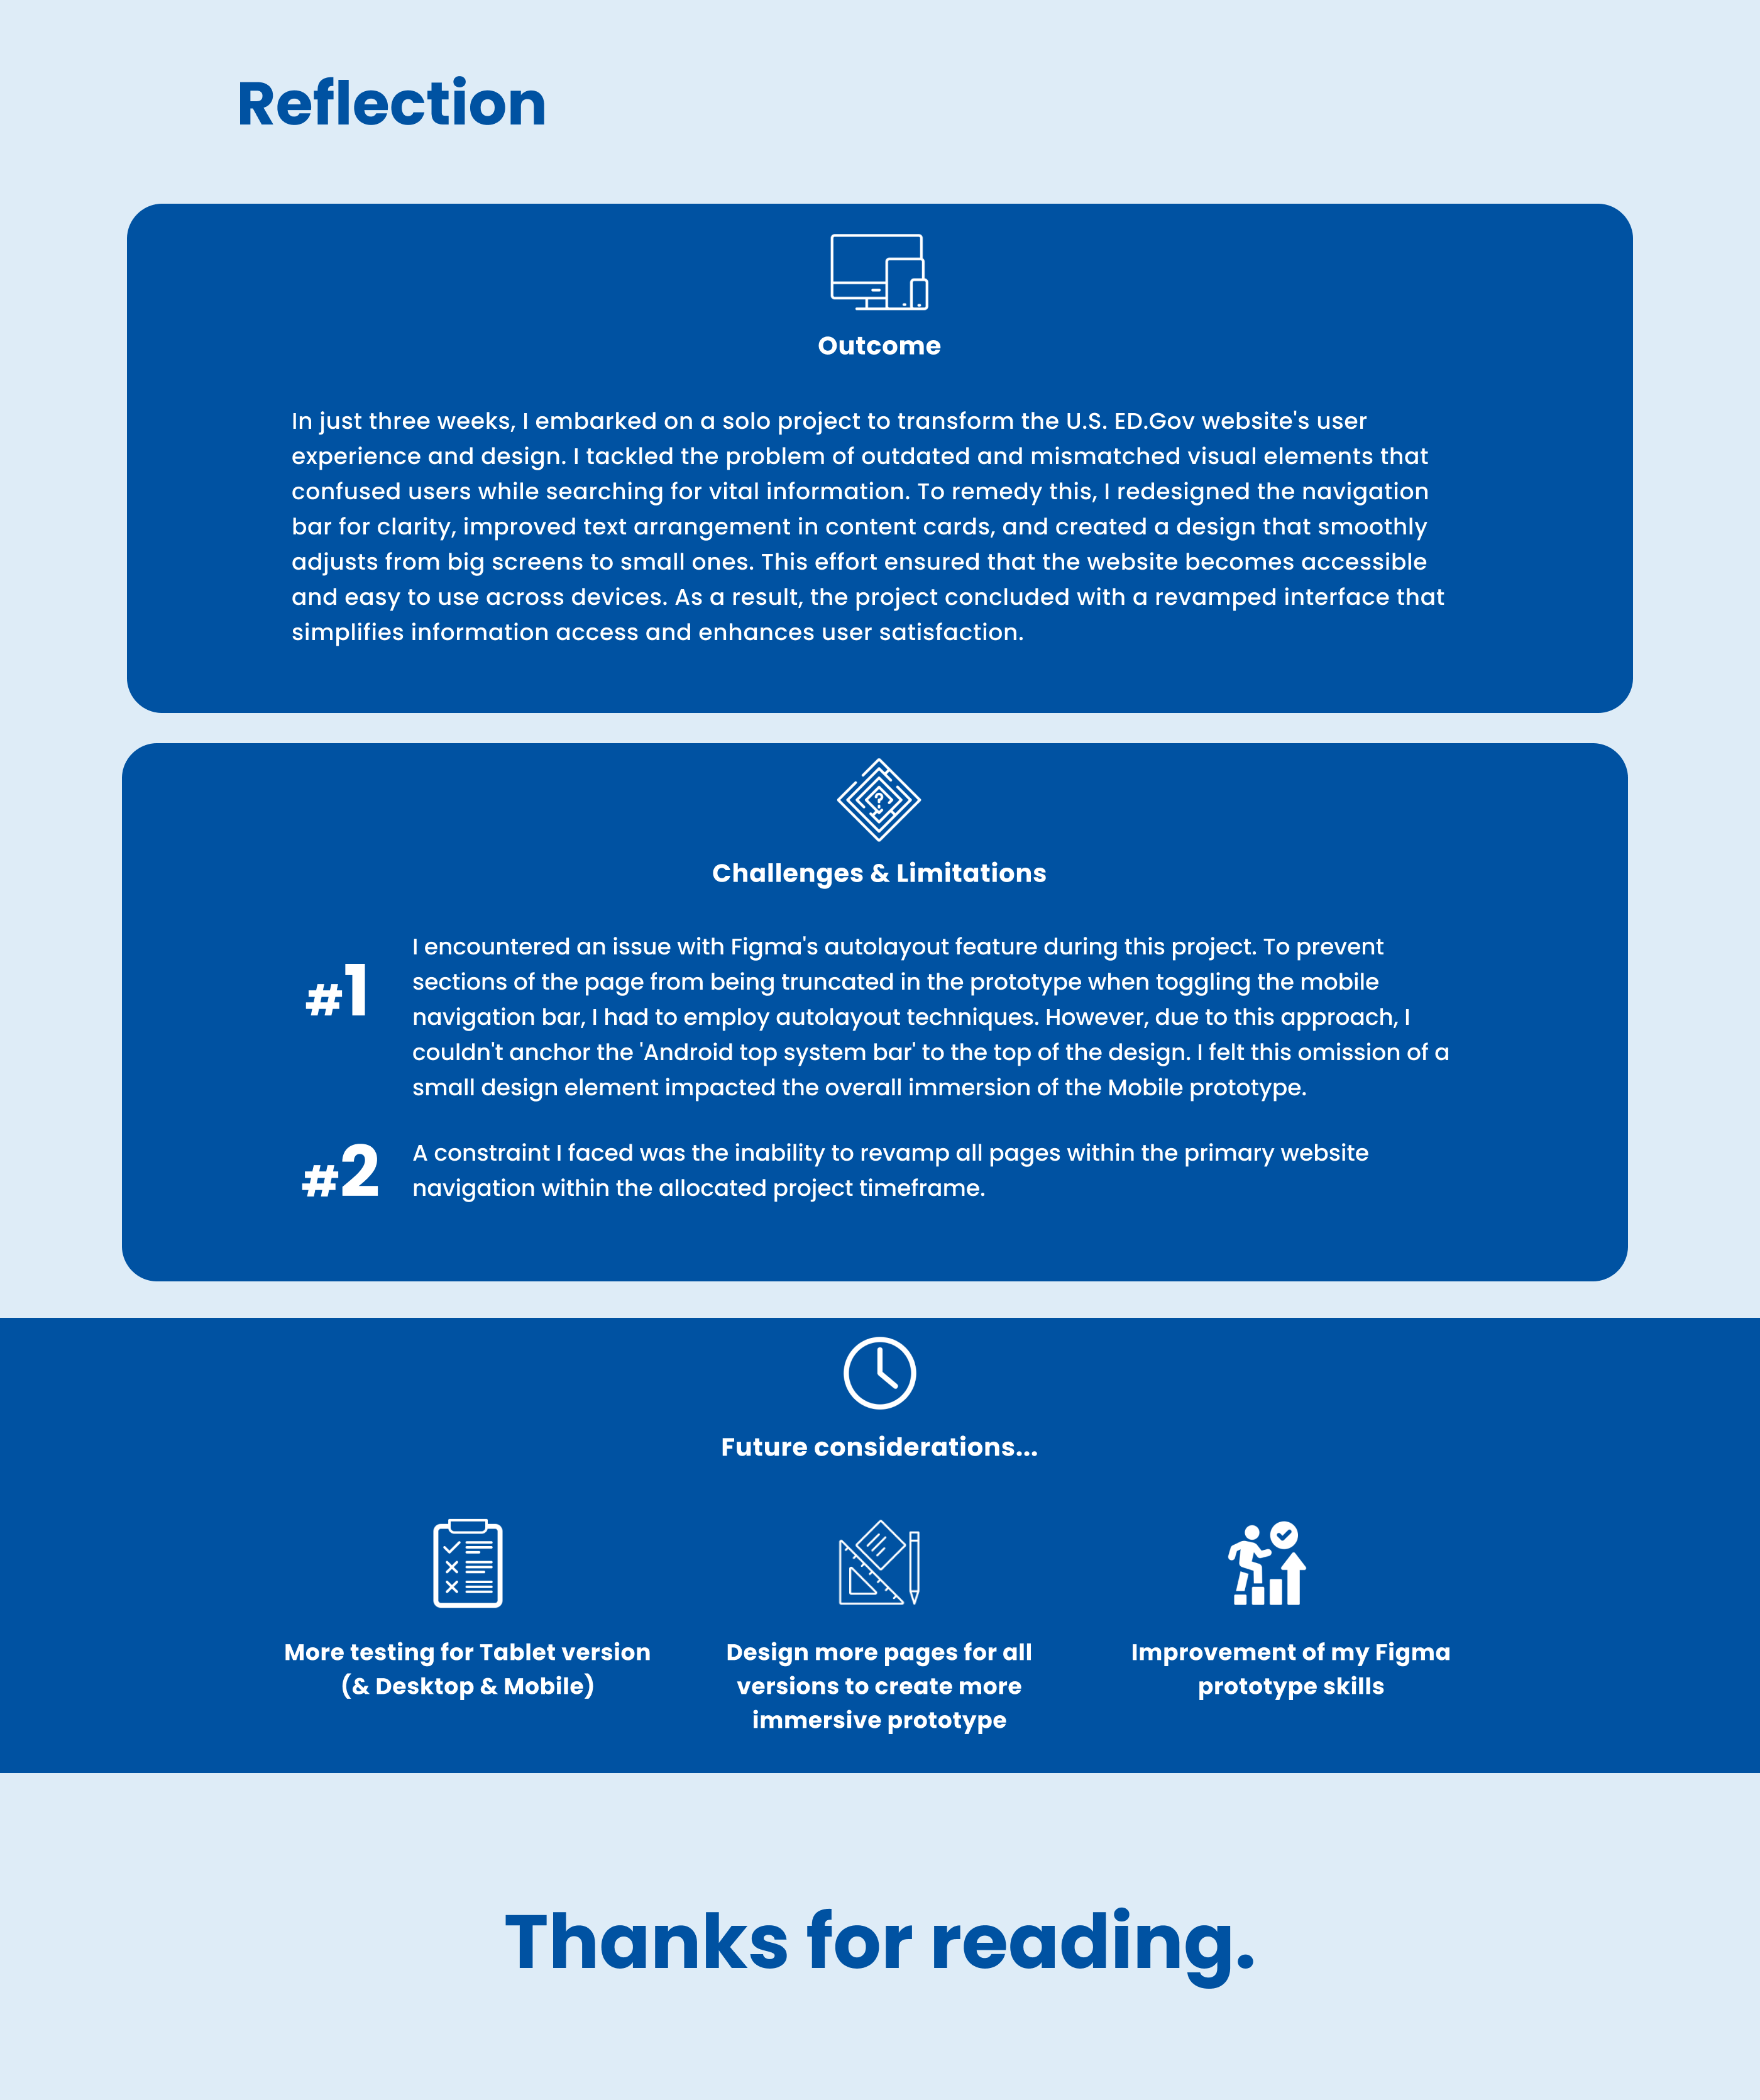 Reflection
Outcome
In just three weeks, I embarked on a solo project to transform the U.S. ED.Gov website's user
experience and design. I tackled the problem of outdated and mismatched visual elements that
confused users while searching for vital information. To remedy this, I redesigned the navigation
bar for clarity, improved text arrangement in content cards, and created a design that smoothly
adjusts from big screens to small ones. This effort ensured that the website becomes accessible
and easy to use across devices. As a result, the project concluded with a revamped interface that
simplifies information access and enhances user satisfaction.
?
Challenges & Limitations
#1
I encountered an issue with Figma's autolayout feature during this project. To prevent
sections of the page from being truncated in the prototype when toggling the mobile
navigation bar, I had to employ autolayout techniques. However, due to this approach, I
couldn't anchor the 'Android top system bar' to the top of the design. I felt this omission of a
small design element impacted the overall immersion of the Mobile prototype.
#2
A constraint I faced was the inability to revamp all pages within the primary website
navigation within the allocated project timeframe.
Future considerations...
More testing for Tablet version
(& Desktop & Mobile)
Design more pages for all
versions to create more
immersive prototype
Improvement of my Figma
prototype skills
Thanks for reading.